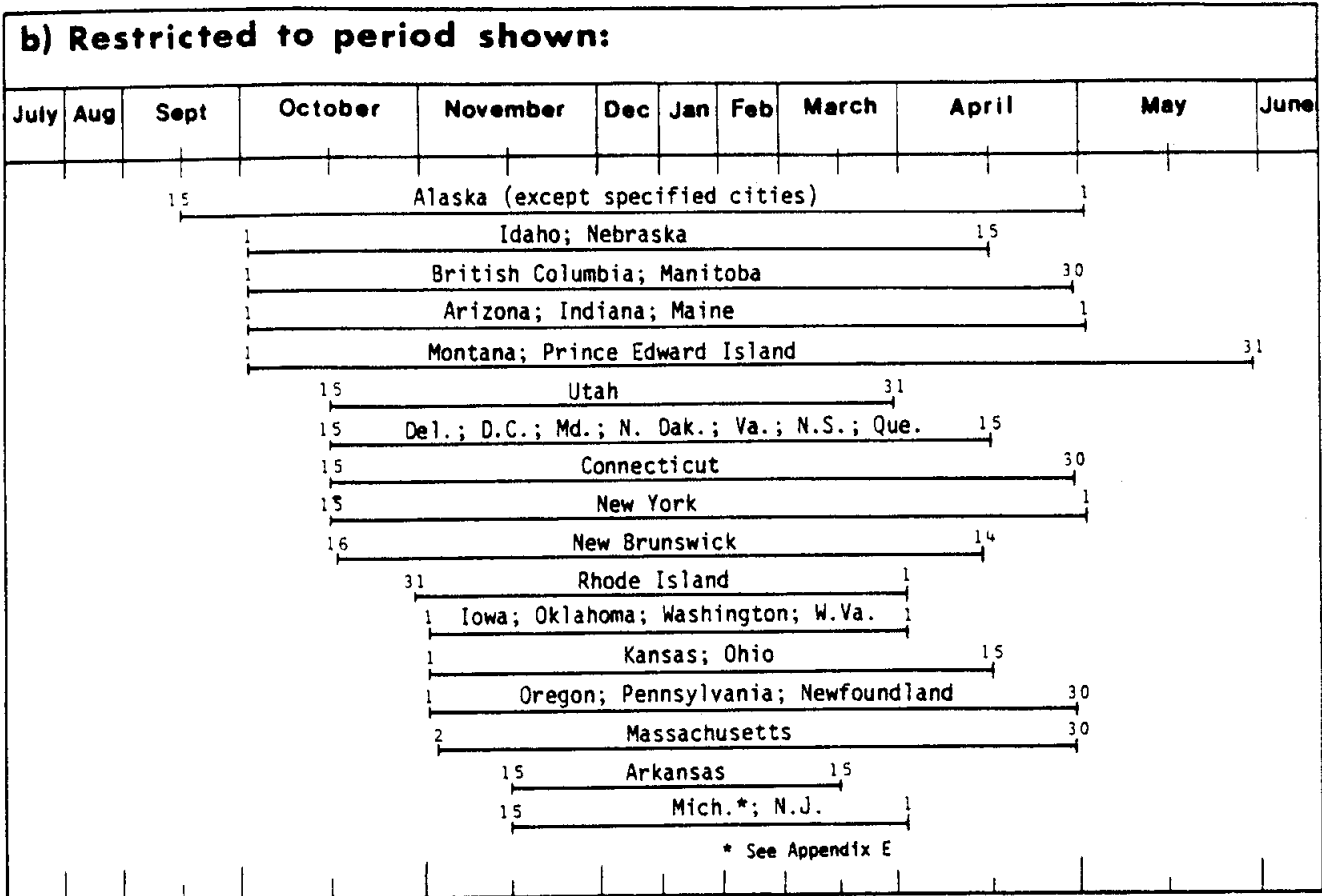 b) Restricted to period shown:
July Aug Sept October November Dec Jan Feb March April May June
15 Alaska (except specified cities) 1
1 Idaho; Nebraska 15
1 British Columbia; Manitoba 30
1 Arizona; Indiana; Maine 1
1 Montana; Prince Edward Island 31
15 Utah 31
15 Del.; D.C.; Md.; N. Dak.; Va.; N.S.; Que. 15
15 Connecticut 30
15 New York 1
16 New Brunswick 14
31 Rhode Island 1
1 Iowa; Oklahoma; Washington; W.Va. 1
1 Kansas; Ohio 15
1 Oregon; Pennsylvania; Newfoundland 30
2 Massachusetts 30
15 Arkansas 15
15 Mich.*; N.J. 1
* See Appendix E